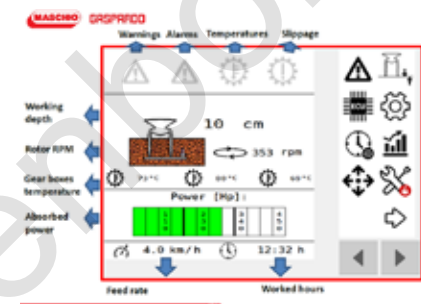 MASCHIO GASPARDO
Warnings Alarms Temperatures Slippage
Working depth
10 cm
Rotor RPM
353 rpm
Gear boxes temperature
Power [Hp]:
Absorbed power
4.0 km/h 12:32 h
Feed rate Worked hours